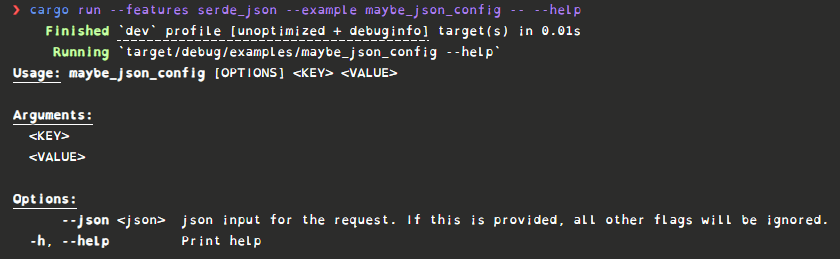 ❯ cargo run --features serde_json --example maybe_json_config -- --help
Finished `dev` profile [unoptimized + debuginfo] target(s) in 0.01s
Running `target/debug/examples/maybe_json_config --help`
Usage: maybe_json_config [OPTIONS] <KEY> <VALUE>
Arguments:
<KEY>
<VALUE>
Options:
--json <json>  json input for the request. If this is provided, all other flags will be ignored.
-h, --help  Print help